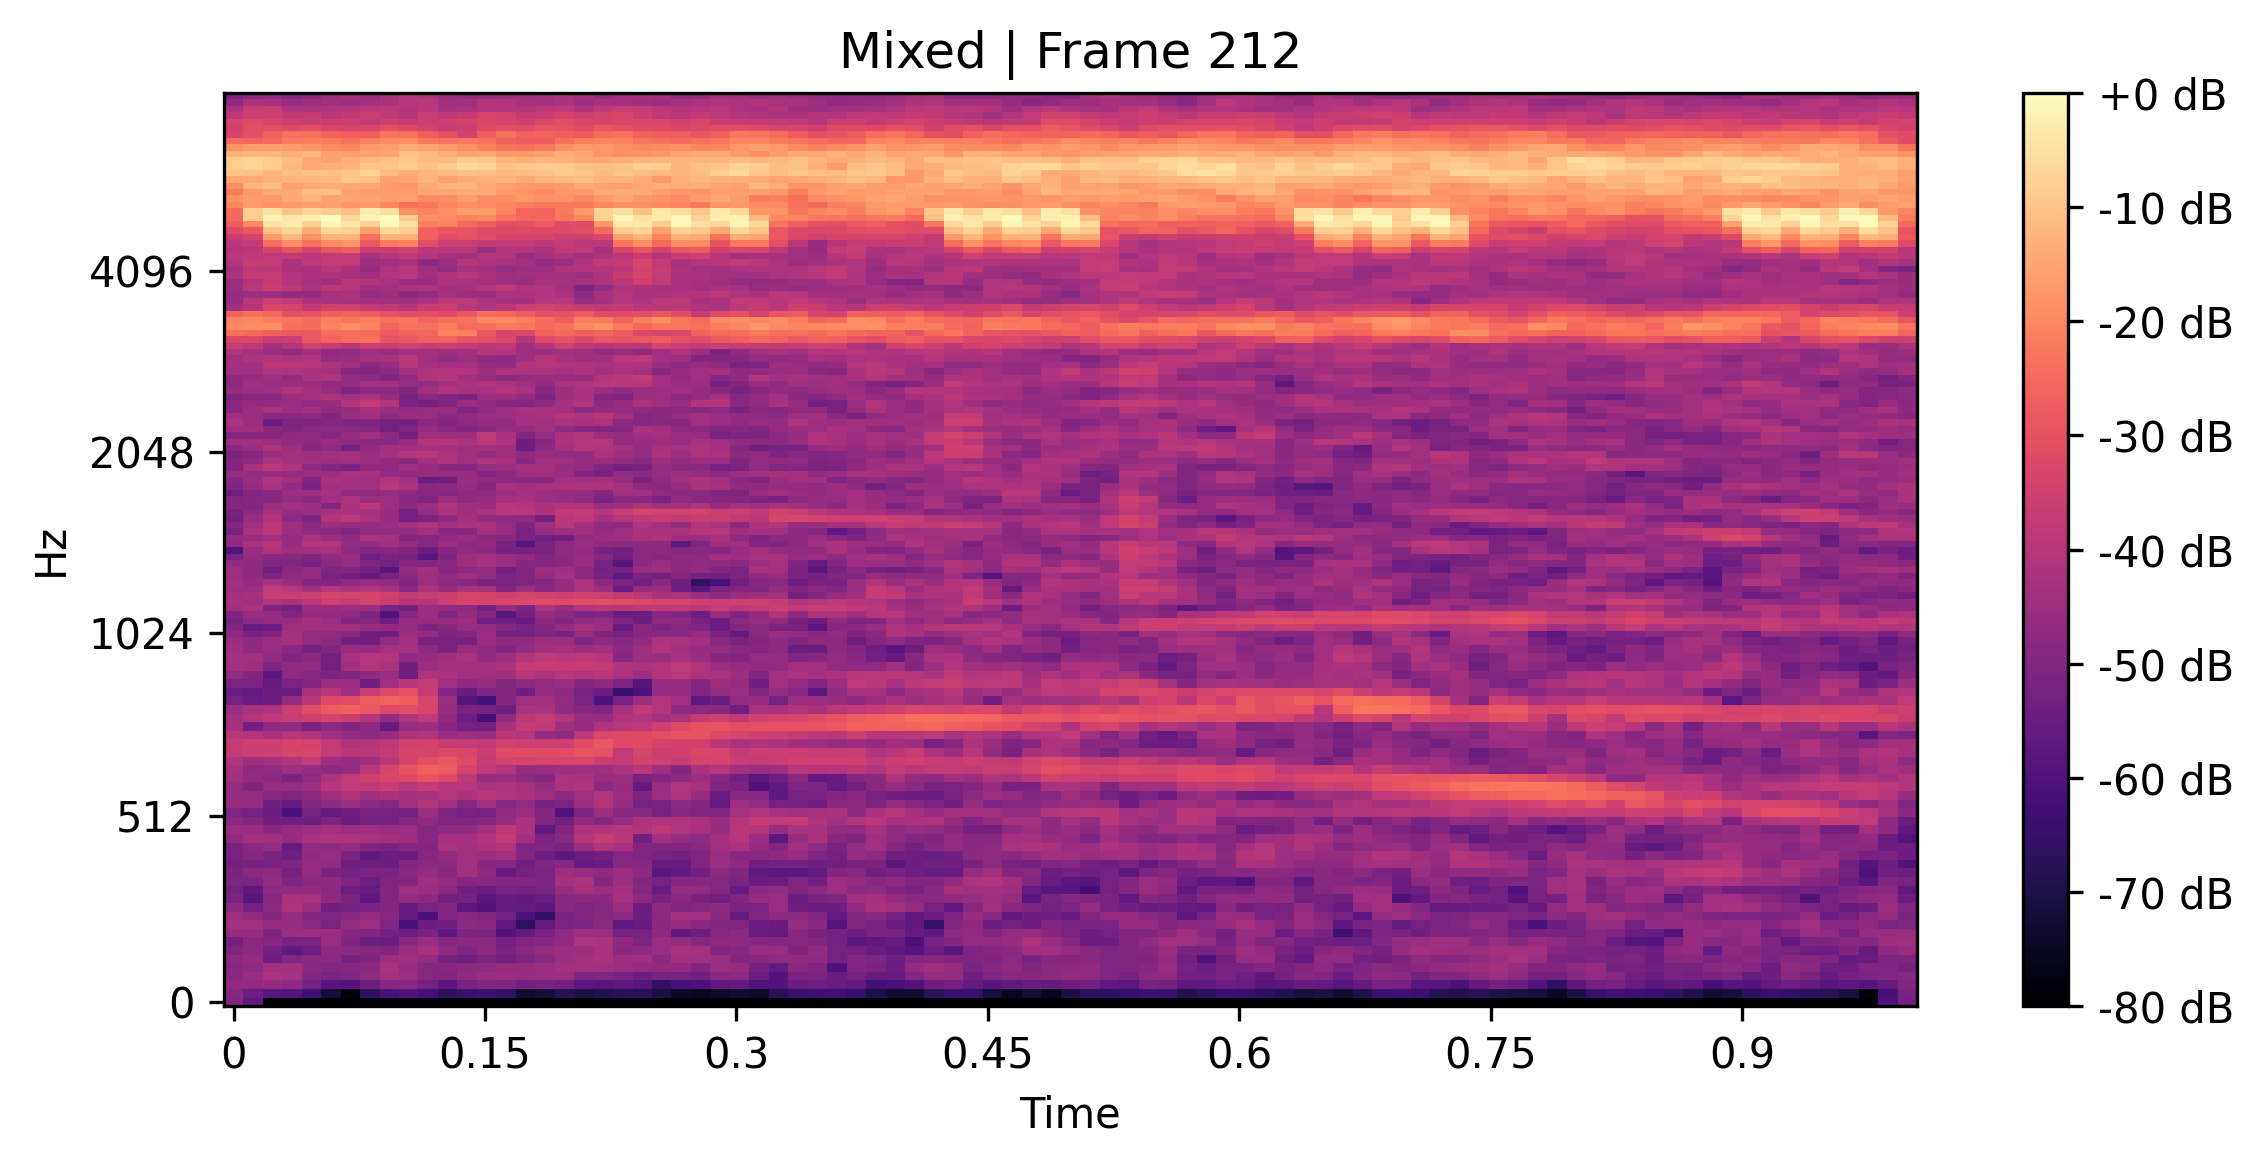 Mixed | Frame 212
+0 dB
-10 dB
-20 dB
-30 dB
-40 dB
-50 dB
-60 dB
-70 dB
-80 dB
4096
2048
1024
512
0
Hz
0 0.15 0.3 0.45 0.6 0.75 0.9
Time